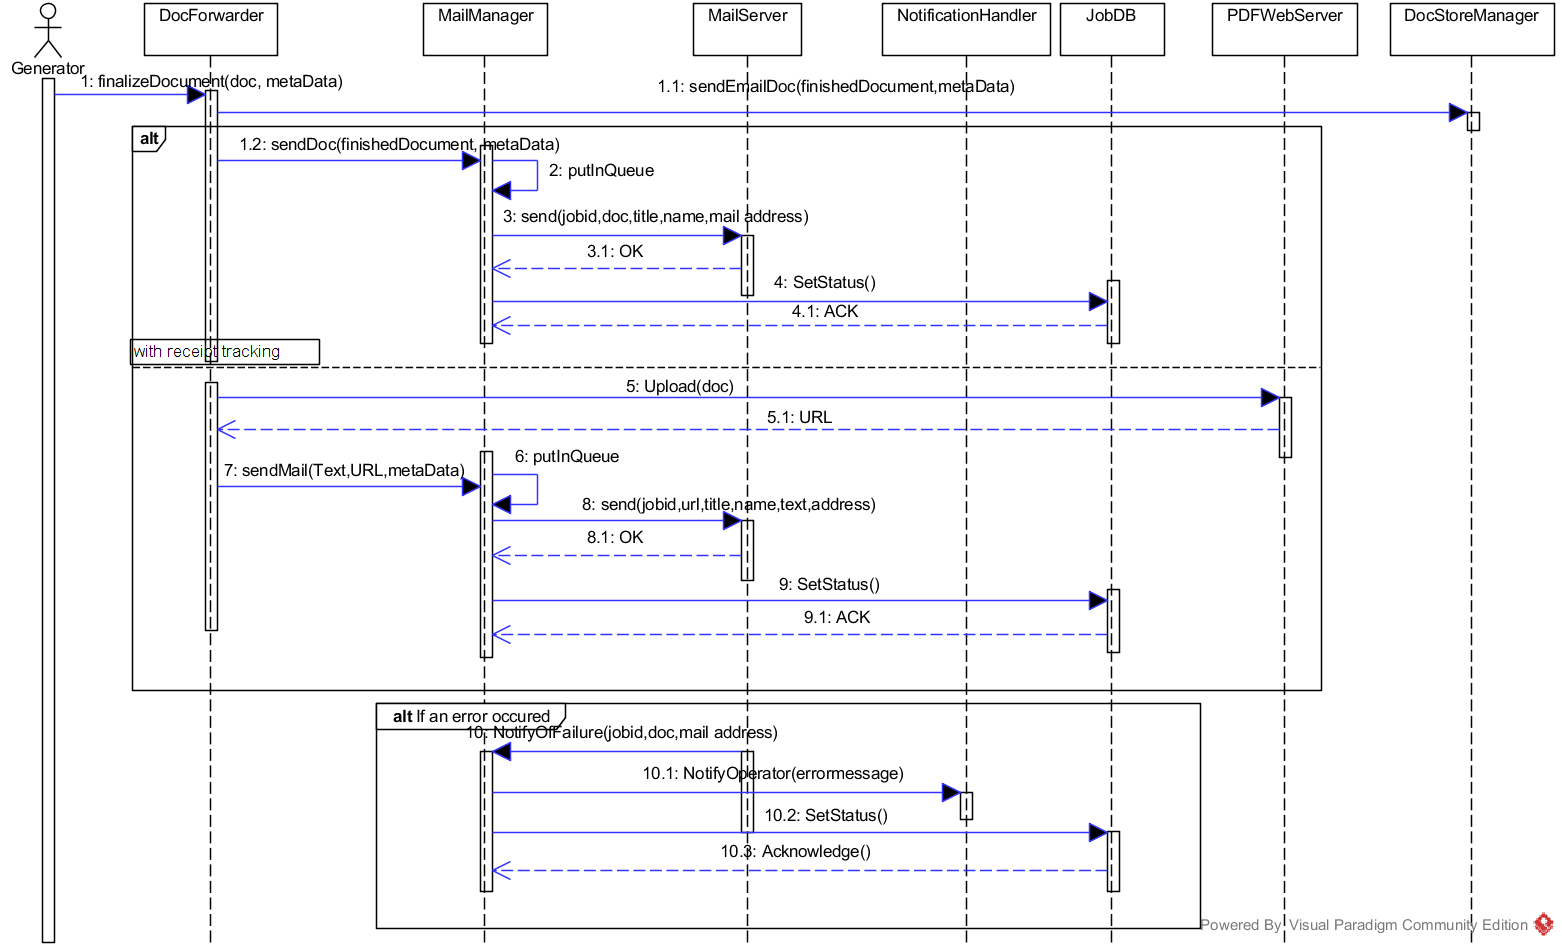 DocForwarder
MailManager
MailServer
NotificationHandler
JobDB
PDFWebServer
DocStoreManager
Generator
1: finalizeDocument(doc, metaData)
1.1: sendEmailDoc(finishedDocument,metaData)
alt
1.2: sendDoc(finishedDocument, metaData)
2: putInQueue
3: send(jobid,doc,title,name,mail address)
3.1: OK
4: SetStatus()
4.1: ACK
with receipt tracking
5: Upload(doc)
5.1: URL
6: putInQueue
7: sendMail(Text,URL,metaData)
8: send(jobid,url,title,name,text,address)
8.1: OK
9: SetStatus()
9.1: ACK
alt If an error occured
10: NotifyOfFailure(jobid,doc,mail address)
10.1: NotifyOperator(errormessage)
10.2: SetStatus()
10.3: Acknowledge()
Powered By: Visual Paradigm Community Edition